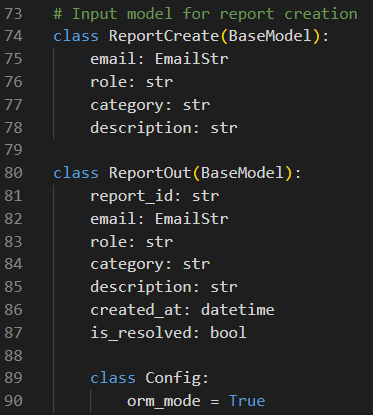 73 # Input model for report creation
74 class ReportCreate(BaseModel):
75     email: EmailStr
76     role: str
77     category: str
78     description: str
79
80 class ReportOut(BaseModel):
81     report_id: str
82     email: EmailStr
83     role: str
84     category: str
85     description: str
86     created_at: datetime
87     is_resolved: bool
88
89     class Config:
90         orm_mode = True